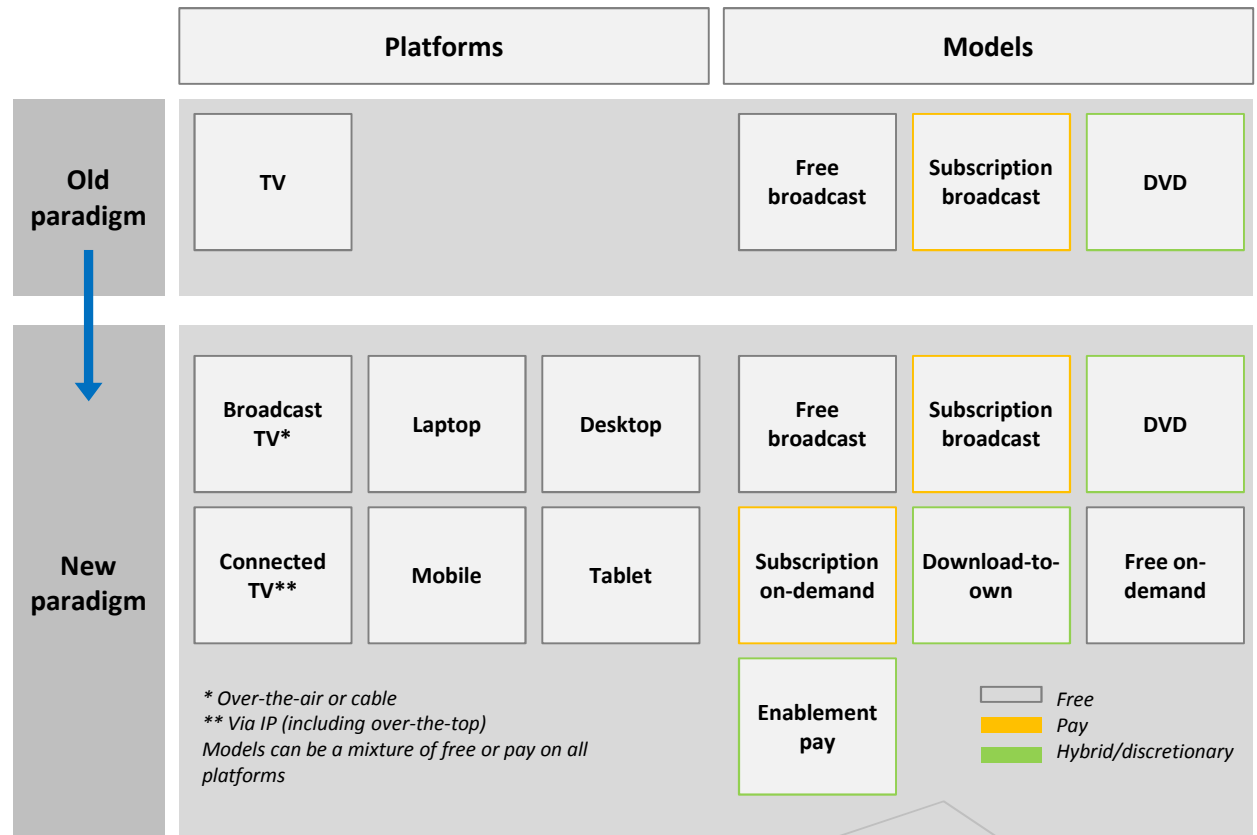 Platforms
Models
Old
paradigm
TV
Free
broadcast
Subscription
broadcast
DVD
New
paradigm
Broadcast
TV*
Laptop
Desktop
Free
broadcast
Subscription
broadcast
DVD
Connected
TV**
Mobile
Tablet
Subscription
on-demand
Download-to-
own
Free on-
demand
* Over-the-air or cable
** Via IP (including over-the-top)
Models can be a mixture of free or pay on all
platforms
Enablement
pay
Free
Pay
Hybrid/discretionary